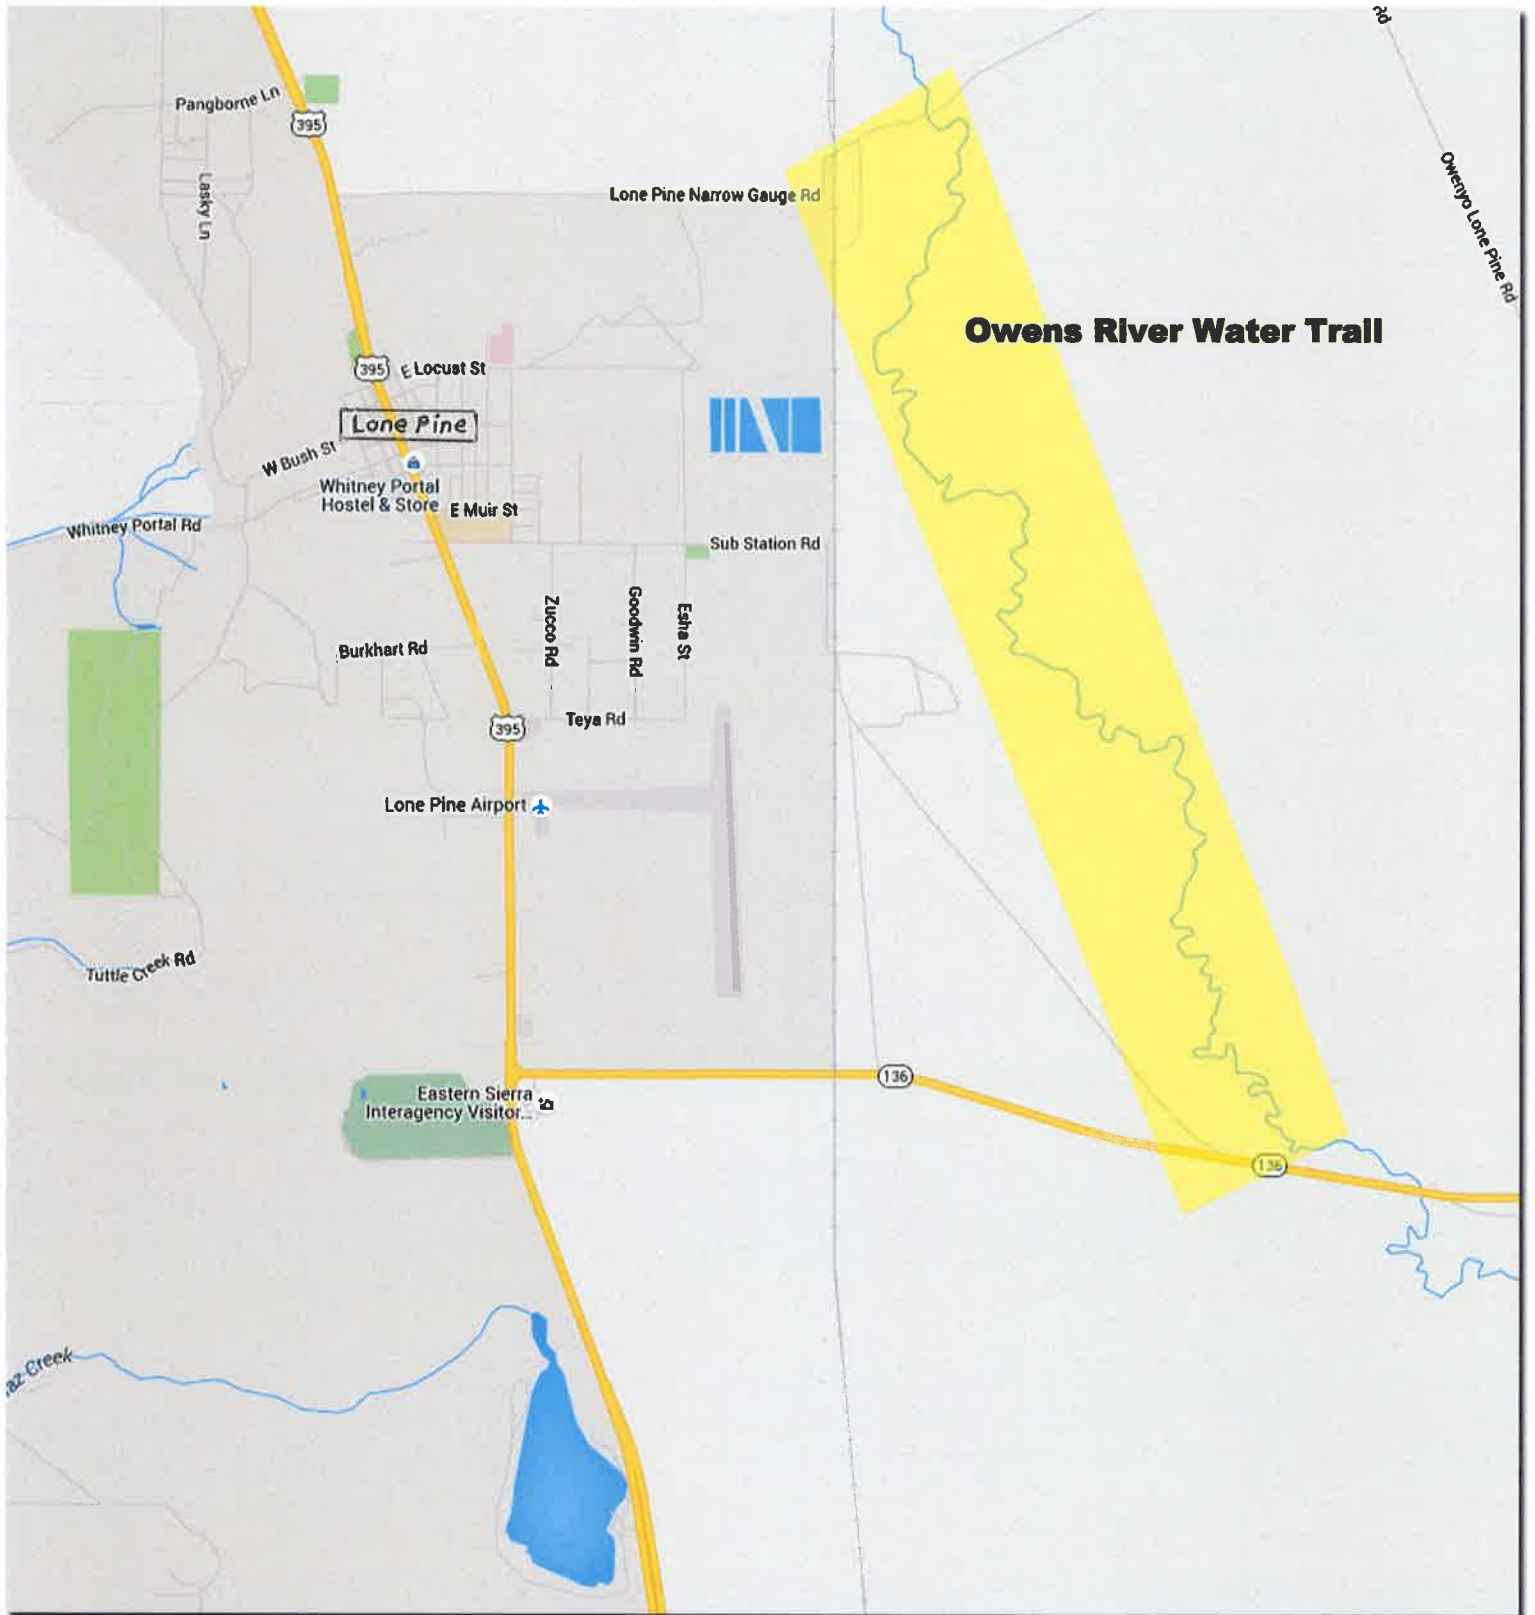 Rd
Pangborne Ln
395
Lasky Ln
Lone Pine Narrow Gauge Rd
Owenyo Lone Pine Rd
Owens River Water Trail
395
E Locust St
Lone Pine
W Bush St
Whitney Portal
Hostel & Store
E Muir St
Whitney Portal Rd
Sub Station Rd
Zucco Rd
Goodwin Rd
Esha St
Burkhart Rd
Teya Rd
395
Lone Pine Airport
Tuttle Creek Rd
136
Eastern Sierra
Interagency Visitor...
136
az Creek